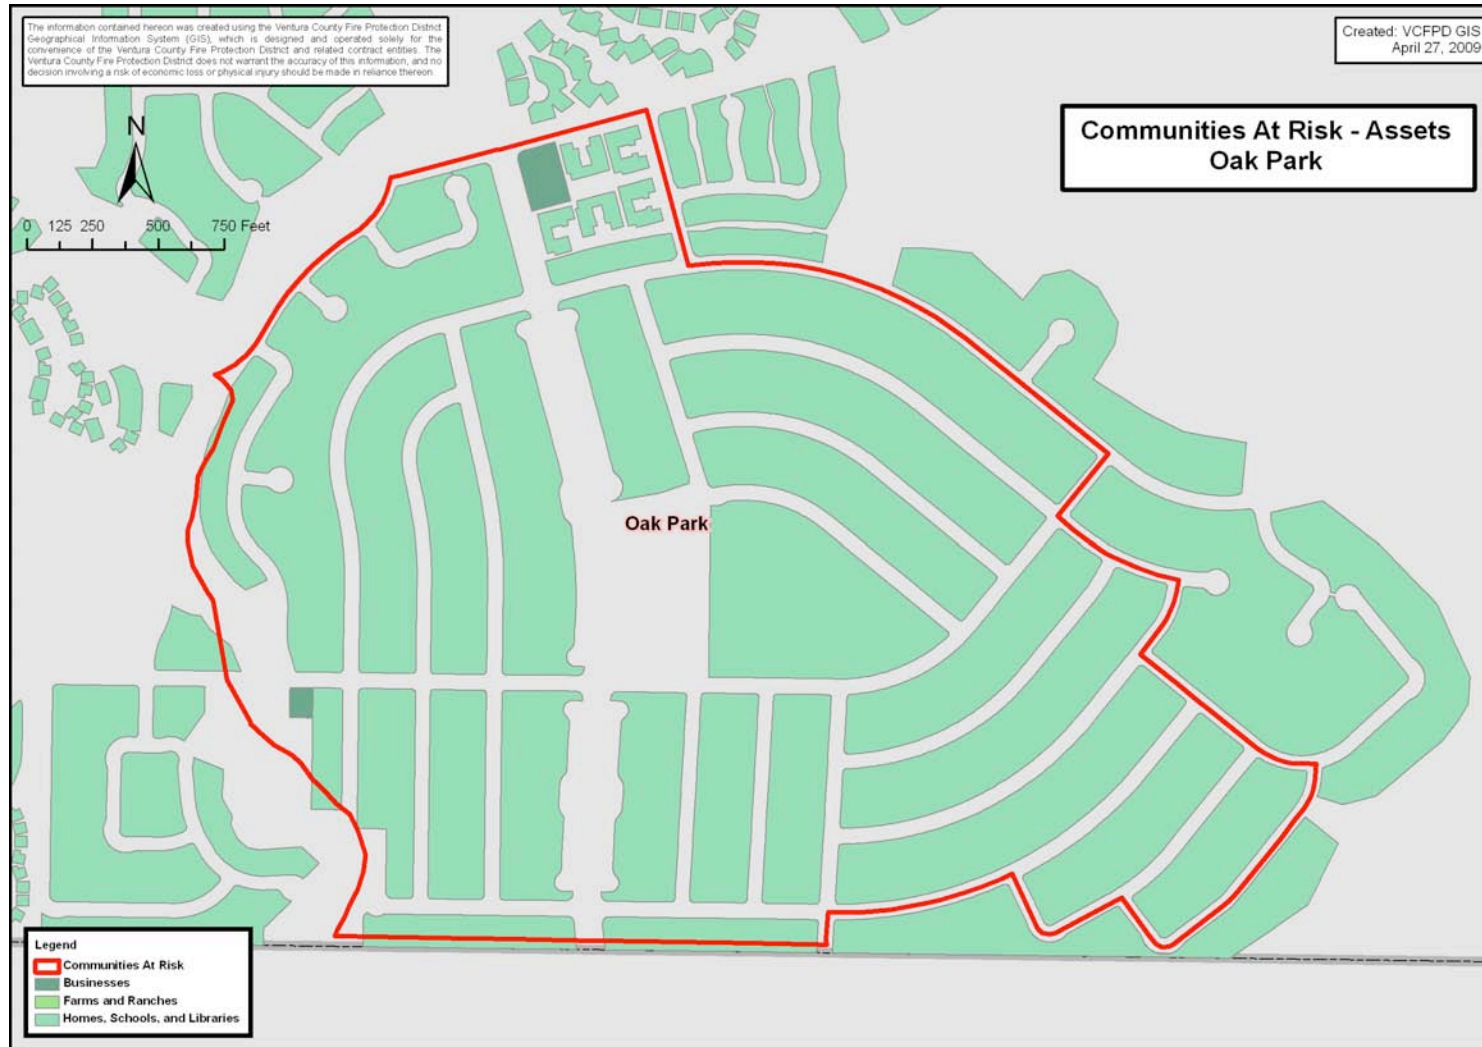 The information contained hereon was created using the Ventura County Fire Protection District
Geographical Information System (GIS), which is designed and operated solely for the
convenience of the Ventura County Fire Protection District and related contract entities. The
Ventura County Fire Protection District does not warrant the accuracy of this information, and no
decision involving a risk of economic loss or physical injury should be made in reliance thereon.
Created: VCFPD GIS
April 27, 2009
Communities At Risk - Assets
Oak Park
N
0 125 250 500 750 Feet
Oak Park
Legend
Communities At Risk
Businesses
Farms and Ranches
Homes, Schools, and Libraries